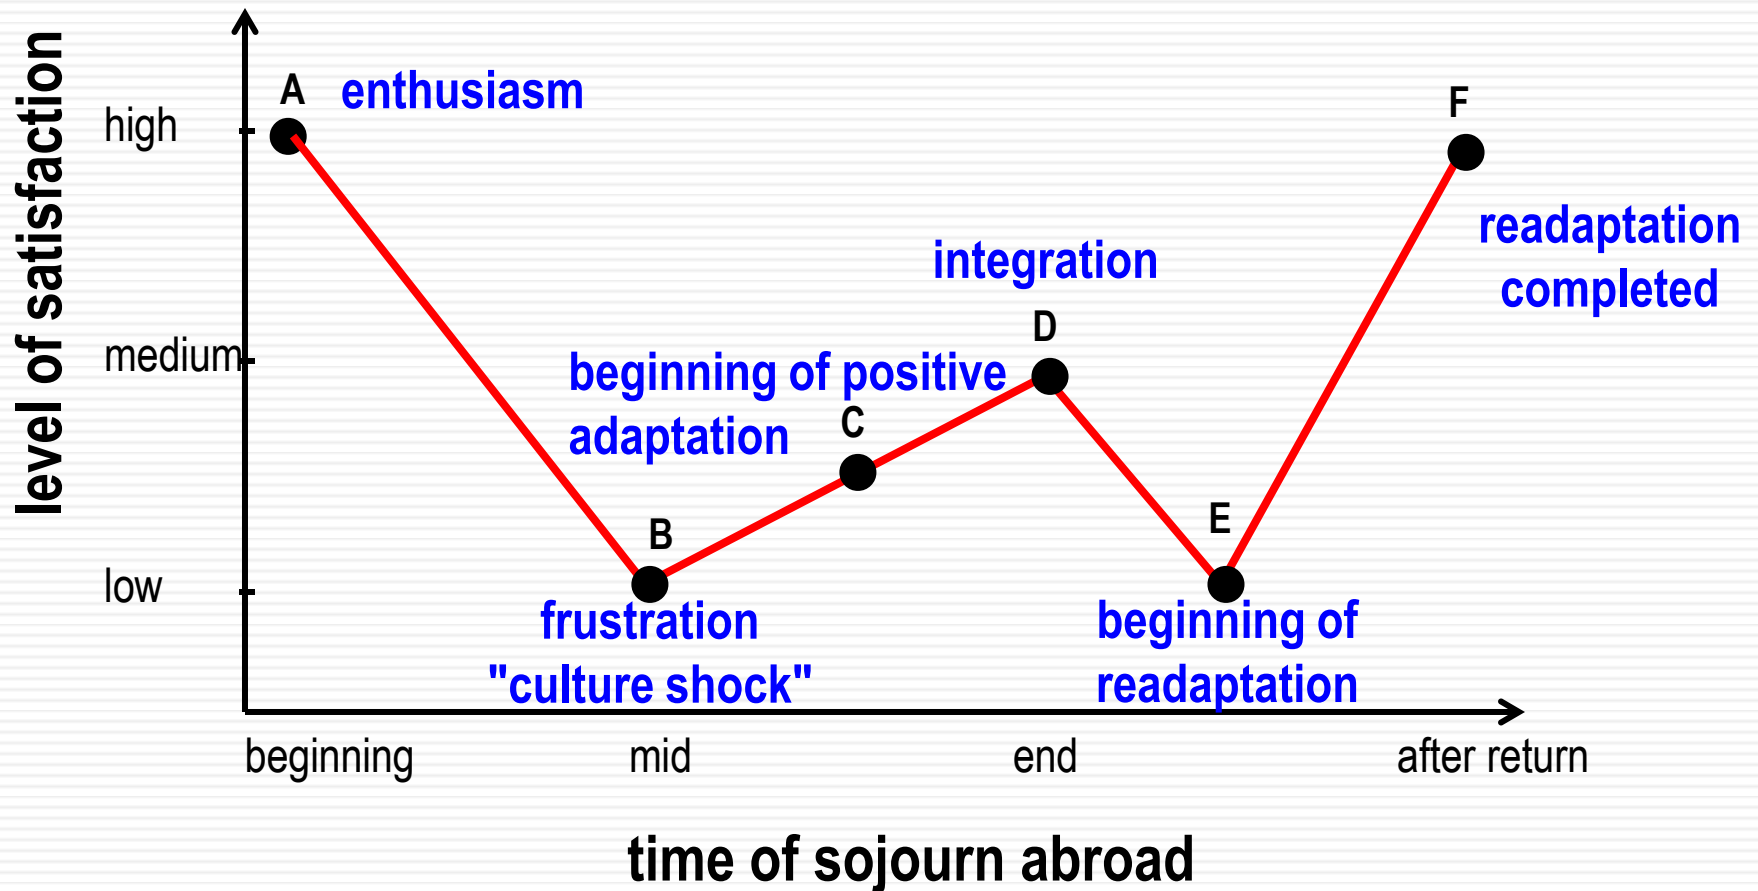 level of satisfaction
high
medium
low
A
enthusiasm
B
frustration
"culture shock"
beginning of positive
adaptation
C
integration
D
E
beginning of
readaptation
F
readaptation
completed
beginning
mid
end
after return
time of sojourn abroad